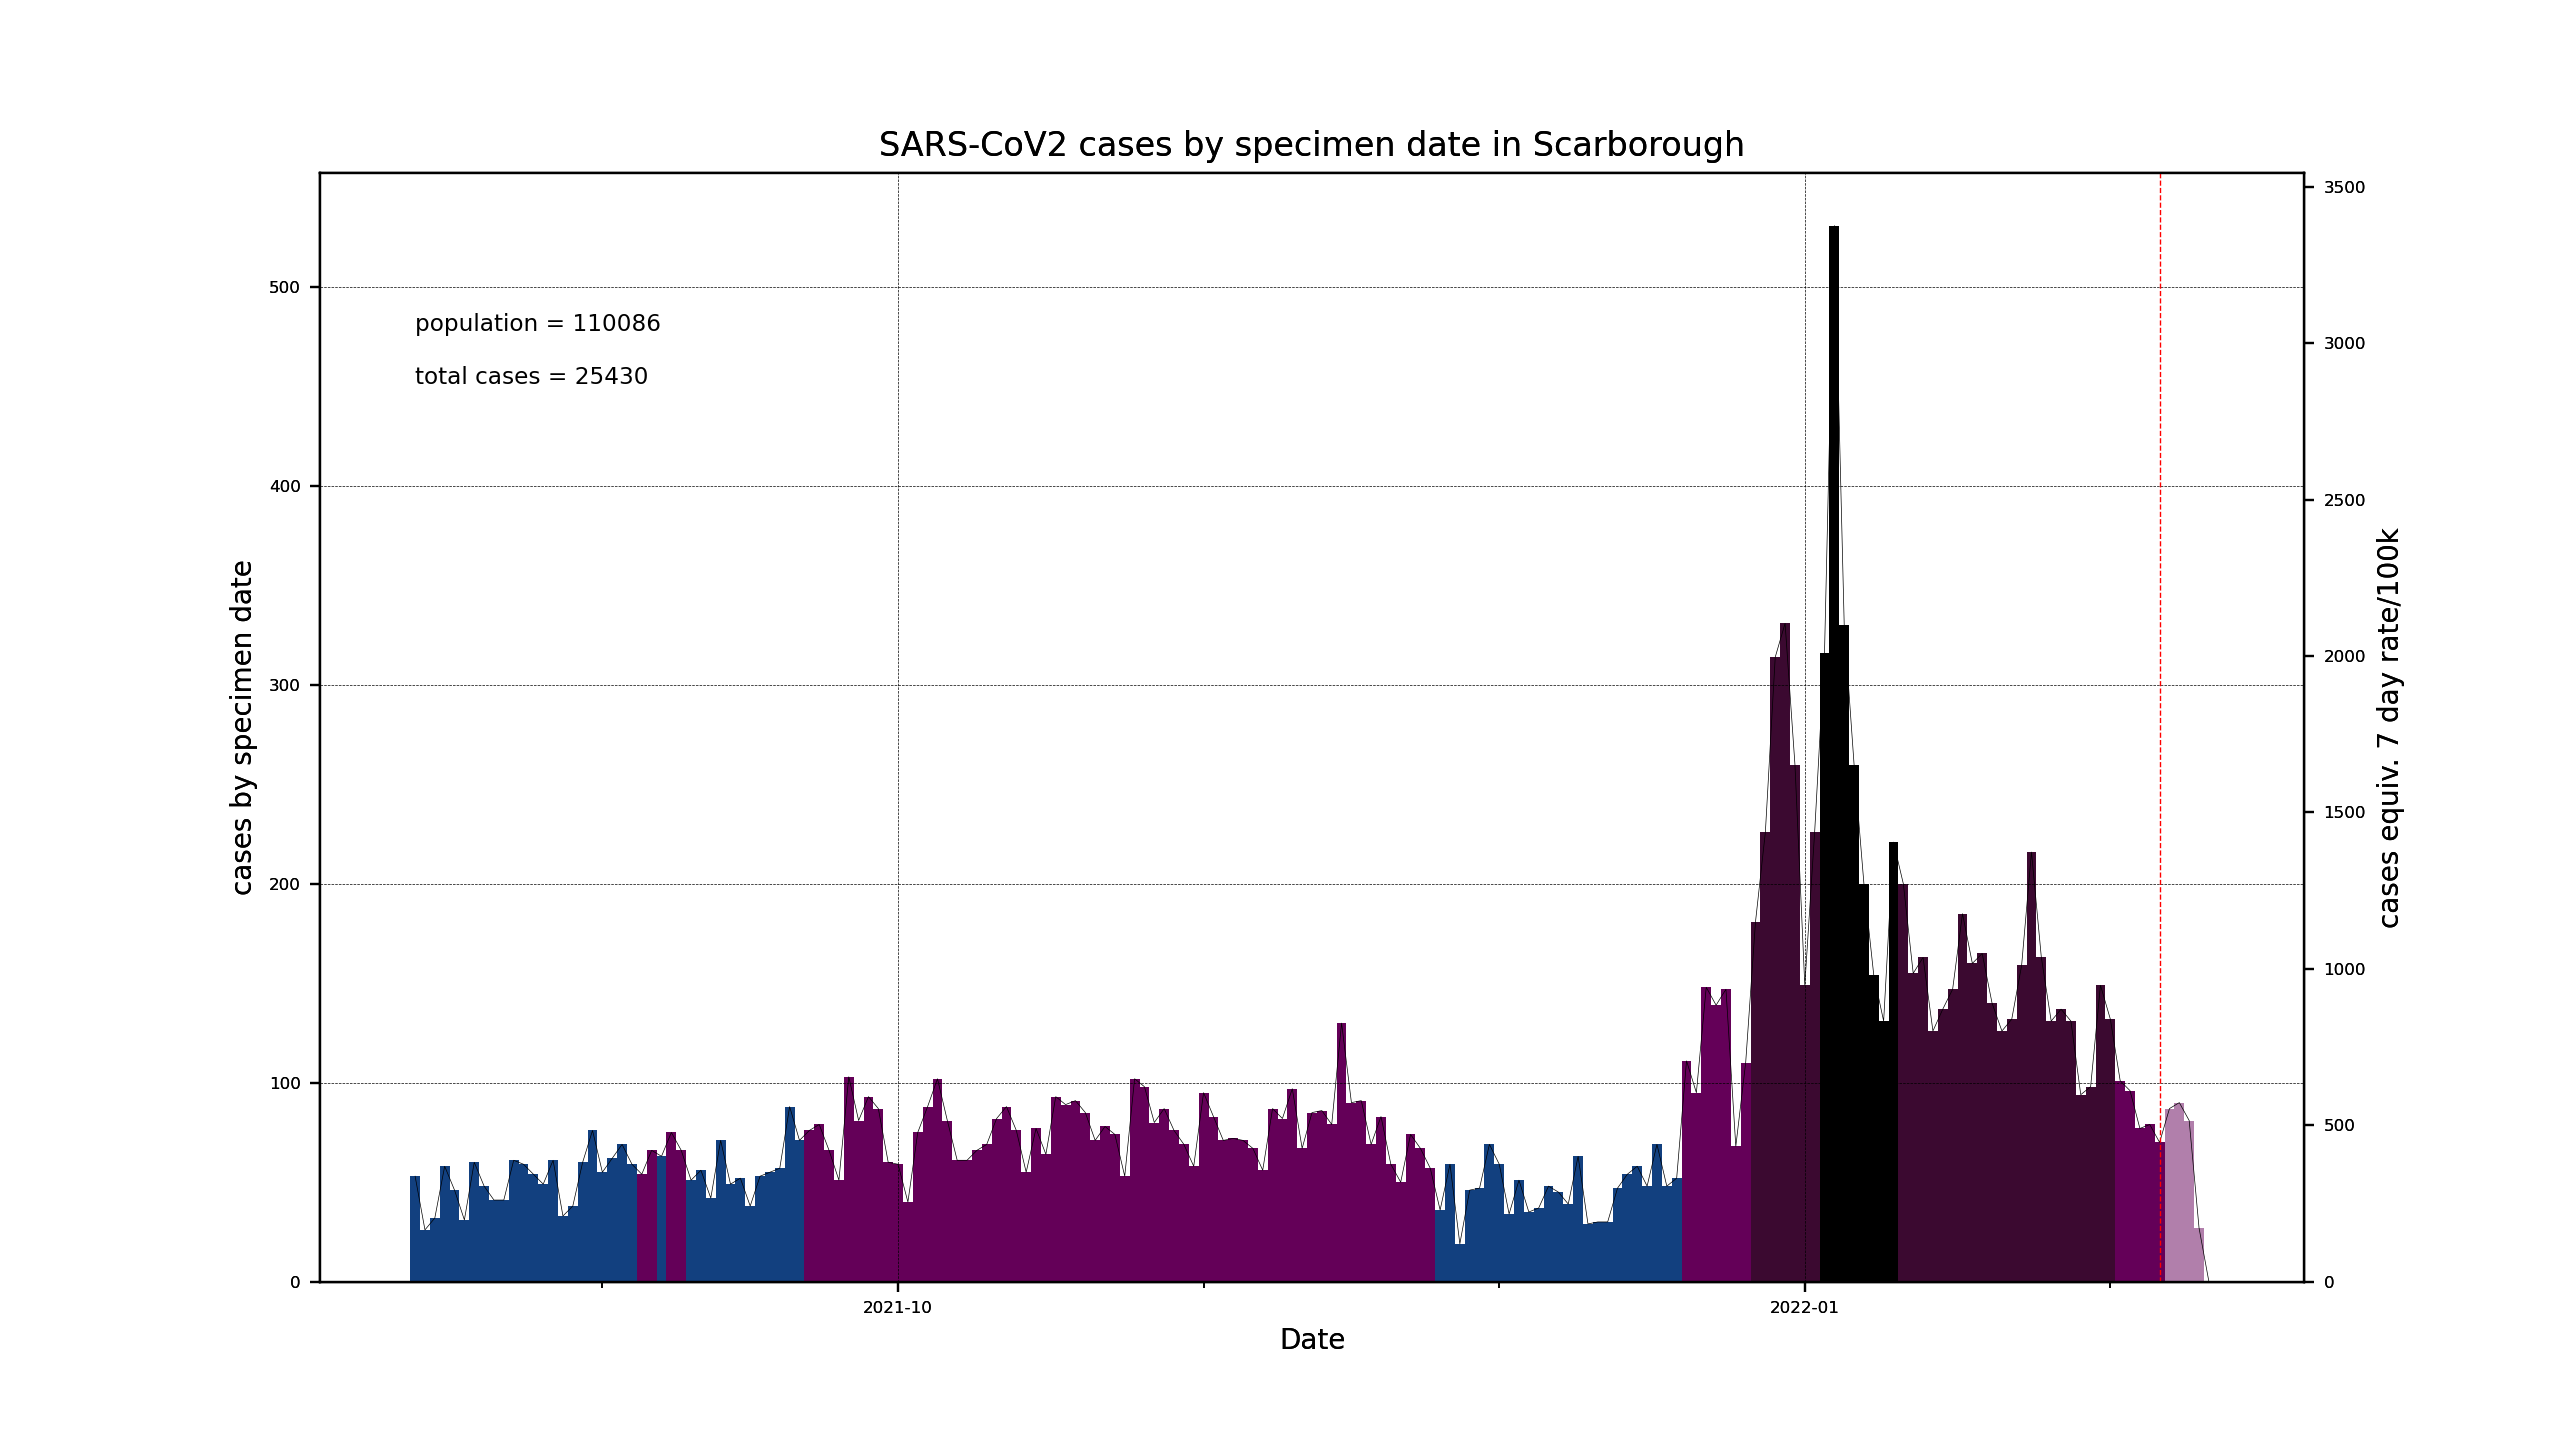 SARS-CoV2 cases by specimen date in Scarborough
population = 110086
total cases = 25430
cases by specimen date
500
400
300
200
100
0
3500
3000
2500
2000
1500
1000
500
0
cases equiv. 7 day rate/100k
2021-10
2022-01
Date